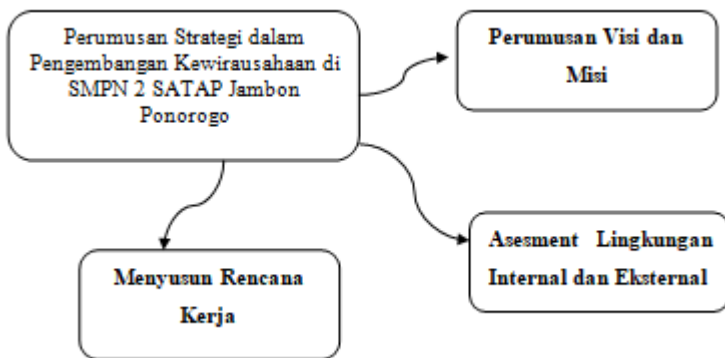 Perumusan Strategi dalam
Pengembangan Kewirausahaan di
SMPN 2 SATAP Jambon
Ponorogo
Perumusan Visi dan
Misi
Asesment Lingkungan
Internal dan Eksternal
Menyusun Rencana
Kerja